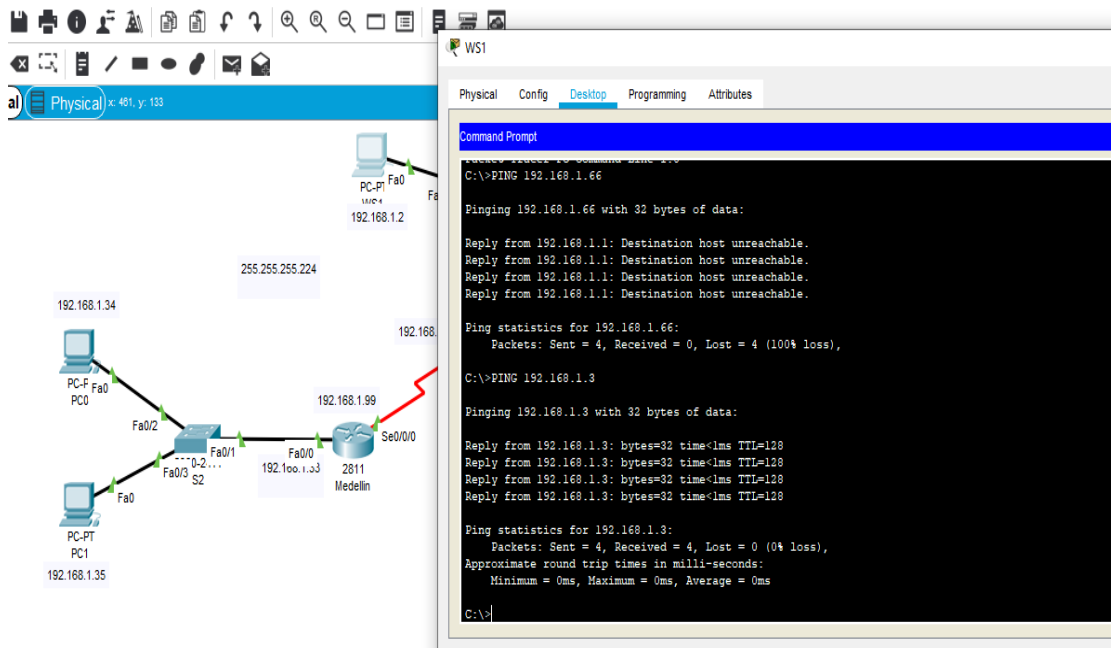 Physical x: 461, y: 133
PC-PT
Fa0
192.168.1.2
255.255.255.224
192.168.1.34
192.168.
PC0
Fa0
Fa0/2
192.168.1.99
Se0/0/0
Fa0/1
Fa0/0
Fa0/3
S2
2811
Medellin
Fa0
PC-PT
PC1
192.168.1.35
WS1
Physical Config Desktop Programming Attributes
Command Prompt
C:\>PING 192.168.1.66
Pinging 192.168.1.66 with 32 bytes of data:
Reply from 192.168.1.1: Destination host unreachable.
Reply from 192.168.1.1: Destination host unreachable.
Reply from 192.168.1.1: Destination host unreachable.
Reply from 192.168.1.1: Destination host unreachable.
Ping statistics for 192.168.1.66:
Packets: Sent = 4, Received = 0, Lost = 4 (100% loss),
C:\>PING 192.168.1.3
Pinging 192.168.1.3 with 32 bytes of data:
Reply from 192.168.1.3: bytes=32 time<1ms TTL=128
Reply from 192.168.1.3: bytes=32 time<1ms TTL=128
Reply from 192.168.1.3: bytes=32 time<1ms TTL=128
Reply from 192.168.1.3: bytes=32 time<1ms TTL=128
Ping statistics for 192.168.1.3:
Packets: Sent = 4, Received = 4, Lost = 0 (0% loss),
Approximate round trip times in milli-seconds:
Minimum = 0ms, Maximum = 0ms, Average = 0ms
C:\>